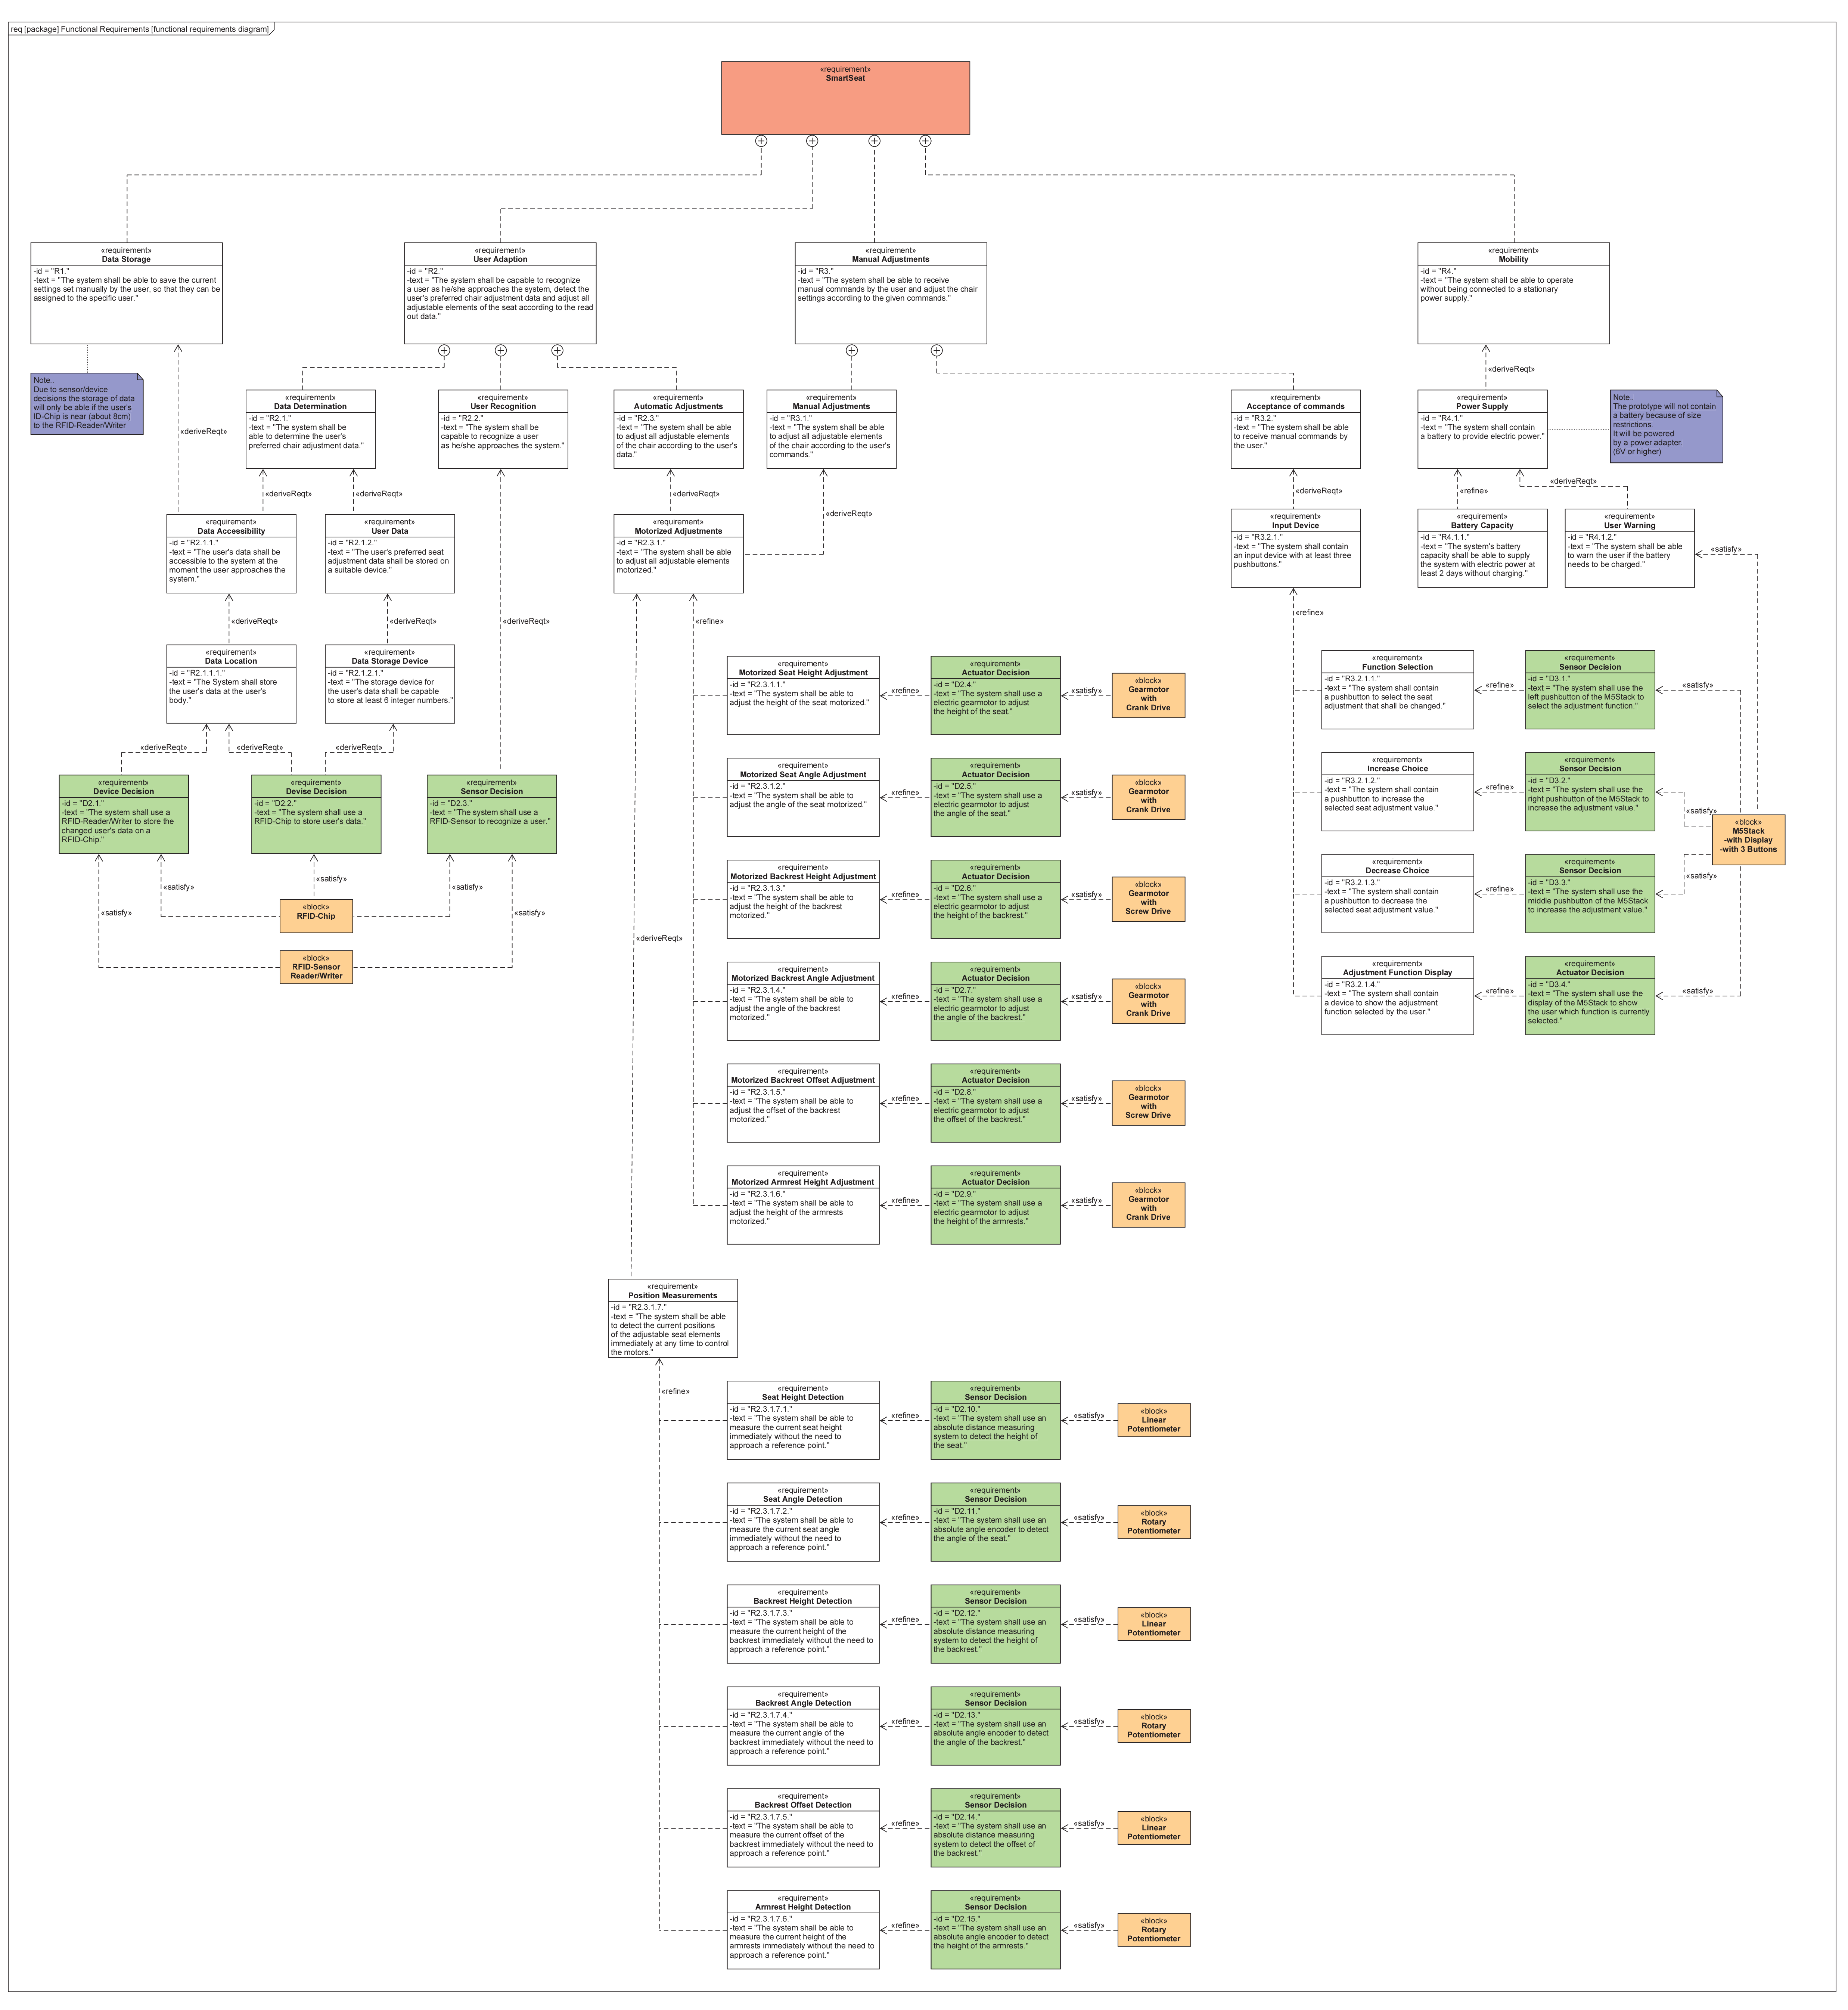 req [package] Functional Requirements [functional requirements diagram]
«requirement»
SmartSeat
«requirement»
Data Storage
-id = "R1."
-text = "The system shall be able to save the current
settings set manually by the user, so that they can be
assigned to the specific user."
«requirement»
User Adaption
-id = "R2."
-text = "The system shall be capable to recognize
a user as he/she approaches the system, detect the
user's preferred chair adjustment data and adjust all
adjustable elements of the seat according to the read
out data."
«requirement»
Manual Adjustments
-id = "R3."
-text = "The system shall be able to receive
manual commands by the user and adjust the chair
settings according to the given commands."
«requirement»
Mobility
-id = "R4."
-text = "The system shall be able to operate
without being connected to a stationary
power supply."
«deriveReqt»
Note..
Due to sensor/device
decisions the storage of data
will only be able if the user's
ID-Chip is near (about 8cm)
to the RFID-Reader/Writer
«deriveReqt»
«requirement»
Data Determination
-id = "R2.1."
-text = "The system shall be
able to determine the user's
preferred chair adjustment data."
«requirement»
User Recognition
-id = "R2.2."
-text = "The system shall be
capable to recognize a user
as he/she approaches the system."
«requirement»
Automatic Adjustments
-id = "R2.3."
-text = "The system shall be able
to adjust all adjustable elements
of the chair according to the user's
data."
«requirement»
Manual Adjustments
-id = "R3.1."
-text = "The system shall be able
to adjust all adjustable elements
of the chair according to the user's
commands."
«requirement»
Acceptance of commands
-id = "R3.2."
-text = "The system shall be able
to receive manual commands by
the user."
«requirement»
Power Supply
-id = "R4.1."
-text = "The system shall contain
a battery to provide electric power."
Note..
The prototype will not contain
a battery because of size
restrictions.
It will be powered
by a power adapter.
(6V or higher)
«deriveReqt»
«deriveReqt»
«deriveReqt»
«deriveReqt»
«deriveReqt»
«refine»
«deriveReqt»
«requirement»
Data Accessibility
-id = "R2.1.1."
-text = "The user's data shall be
accessible to the system at the
moment the user approaches the
system."
«requirement»
User Data
-id = "R2.1.2."
-text = "The user's preferred seat
adjustment data shall be stored on
a suitable device."
«requirement»
Motorized Adjustments
-id = "R2.3.1."
-text = "The system shall be able
to adjust all adjustable elements
motorized."
«requirement»
Input Device
-id = "R3.2.1."
-text = "The system shall contain
an input device with at least three
pushbuttons."
«requirement»
Battery Capacity
-id = "R4.1.1."
-text = "The system's battery
capacity shall be able to supply
the system with electric power at
least 2 days without charging."
«requirement»
User Warning
-id = "R4.1.2."
-text = "The system shall be able
to warn the user if the battery
needs to be charged."
«satisfy»
«deriveReqt»
«deriveReqt»
«deriveReqt»
«refine»
«refine»
«requirement»
Data Location
-id = "R2.1.1.1."
-text = "The System shall store
the user's data at the user's
body."
«requirement»
Data Storage Device
-id = "R2.1.2.1."
-text = "The storage device for
the user's data shall be capable
to store at least 6 integer numbers."
«deriveReqt»
«deriveReqt»
«deriveReqt»
«requirement»
Device Decision
-id = "D2.1."
-text = "The system shall use a
RFID-Reader/Writer to store the
changed user's data on a
RFID-Chip."
«requirement»
Devise Decision
-id = "D2.2."
-text = "The system shall use a
RFID-Chip to store user's data."
«requirement»
Sensor Decision
-id = "D2.3."
-text = "The system shall use a
RFID-Sensor to recognize a user."
«satisfy»
«satisfy»
«satisfy»
«satisfy»
«satisfy»
«block»
RFID-Chip
«block»
RFID-Sensor
Reader/Writer
«deriveReqt»
«requirement»
Motorized Seat Height Adjustment
-id = "R2.3.1.1."
-text = "The system shall be able to
adjust the height of the seat motorized."
«refine»
«requirement»
Actuator Decision
-id = "D2.4."
-text = "The system shall use a
electric gearmotor to adjust
the height of the seat."
«satisfy»
«block»
Gearmotor
with
Crank Drive
«requirement»
Motorized Seat Angle Adjustment
-id = "R2.3.1.2."
-text = "The system shall be able to
adjust the angle of the seat motorized."
«refine»
«requirement»
Actuator Decision
-id = "D2.5."
-text = "The system shall use a
electric gearmotor to adjust
the angle of the seat."
«satisfy»
«block»
Gearmotor
with
Crank Drive
«requirement»
Motorized Backrest Height Adjustment
-id = "R2.3.1.3."
-text = "The system shall be able to
adjust the height of the backrest
motorized."
«refine»
«requirement»
Actuator Decision
-id = "D2.6."
-text = "The system shall use a
electric gearmotor to adjust
the height of the backrest."
«satisfy»
«block»
Gearmotor
with
Screw Drive
«requirement»
Motorized Backrest Angle Adjustment
-id = "R2.3.1.4."
-text = "The system shall be able to
adjust the angle of the backrest
motorized."
«refine»
«requirement»
Actuator Decision
-id = "D2.7."
-text = "The system shall use a
electric gearmotor to adjust
the angle of the backrest."
«satisfy»
«block»
Gearmotor
with
Crank Drive
«requirement»
Motorized Backrest Offset Adjustment
-id = "R2.3.1.5."
-text = "The system shall be able to
adjust the offset of the backrest
motorized."
«refine»
«requirement»
Actuator Decision
-id = "D2.8."
-text = "The system shall use a
electric gearmotor to adjust
the offset of the backrest."
«satisfy»
«block»
Gearmotor
with
Screw Drive
«requirement»
Motorized Armrest Height Adjustment
-id = "R2.3.1.6."
-text = "The system shall be able to
adjust the height of the armrests
motorized."
«refine»
«requirement»
Actuator Decision
-id = "D2.9."
-text = "The system shall use a
electric gearmotor to adjust
the height of the armrests."
«satisfy»
«block»
Gearmotor
with
Crank Drive
«requirement»
Function Selection
-id = "R3.2.1.1."
-text = "The system shall contain
a pushbutton to select the seat
adjustment that shall be changed."
«refine»
«requirement»
Sensor Decision
-id = "D3.1."
-text = "The system shall use the
left pushbutton of the M5Stack to
select the adjustment function."
«satisfy»
«requirement»
Increase Choice
-id = "R3.2.1.2."
-text = "The system shall contain
a pushbutton to increase the
selected seat adjustment value."
«refine»
«requirement»
Sensor Decision
-id = "D3.2."
-text = "The system shall use the
right pushbutton of the M5Stack to
increase the adjustment value."
«satisfy»
«block»
M5Stack
-with Display
-with 3 Buttons
«requirement»
Decrease Choice
-id = "R3.2.1.3."
-text = "The system shall contain
a pushbutton to decrease the
selected seat adjustment value."
«refine»
«requirement»
Sensor Decision
-id = "D3.3."
-text = "The system shall use the
middle pushbutton of the M5Stack
to increase the adjustment value."
«satisfy»
«requirement»
Adjustment Function Display
-id = "R3.2.1.4."
-text = "The system shall contain
a device to show the adjustment
function selected by the user."
«refine»
«requirement»
Actuator Decision
-id = "D3.4."
-text = "The system shall use the
display of the M5Stack to show
the user which function is currently
selected."
«satisfy»
«requirement»
Position Measurements
-id = "R2.3.1.7."
-text = "The system shall be able
to detect the current positions
of the adjustable seat elements
immediately at any time to control
the motors."
«refine»
«requirement»
Seat Height Detection
-id = "R2.3.1.7.1."
-text = "The system shall be able to
measure the current seat height
immediately without the need to
approach a reference point."
«refine»
«requirement»
Sensor Decision
-id = "D2.10."
-text = "The system shall use an
absolute distance measuring
system to detect the height of
the seat."
«satisfy»
«block»
Linear
Potentiometer
«requirement»
Seat Angle Detection
-id = "R2.3.1.7.2."
-text = "The system shall be able to
measure the current seat angle
immediately without the need to
approach a reference point."
«refine»
«requirement»
Sensor Decision
-id = "D2.11."
-text = "The system shall use an
absolute angle encoder to detect
the angle of the seat."
«satisfy»
«block»
Rotary
Potentiometer
«requirement»
Backrest Height Detection
-id = "R2.3.1.7.3."
-text = "The system shall be able to
measure the current height of the
backrest immediately without the need to
approach a reference point."
«refine»
«requirement»
Sensor Decision
-id = "D2.12."
-text = "The system shall use an
absolute distance measuring
system to detect the height of
the backrest."
«satisfy»
«block»
Linear
Potentiometer
«requirement»
Backrest Angle Detection
-id = "R2.3.1.7.4."
-text = "The system shall be able to
measure the current angle of the
backrest immediately without the need to
approach a reference point."
«refine»
«requirement»
Sensor Decision
-id = "D2.13."
-text = "The system shall use an
absolute angle encoder to detect
the angle of the backrest."
«satisfy»
«block»
Rotary
Potentiometer
«requirement»
Backrest Offset Detection
-id = "R2.3.1.7.5."
-text = "The system shall be able to
measure the current offset of the
backrest immediately without the need to
approach a reference point."
«refine»
«requirement»
Sensor Decision
-id = "D2.14."
-text = "The system shall use an
absolute distance measuring
system to detect the offset of
the backrest."
«satisfy»
«block»
Linear
Potentiometer
«requirement»
Armrest Height Detection
-id = "R2.3.1.7.6."
-text = "The system shall be able to
measure the current height of the
armrests immediately without the need to
approach a reference point."
«refine»
«requirement»
Sensor Decision
-id = "D2.15."
-text = "The system shall use an
absolute angle encoder to detect
the height of the armrests."
«satisfy»
«block»
Rotary
Potentiometer